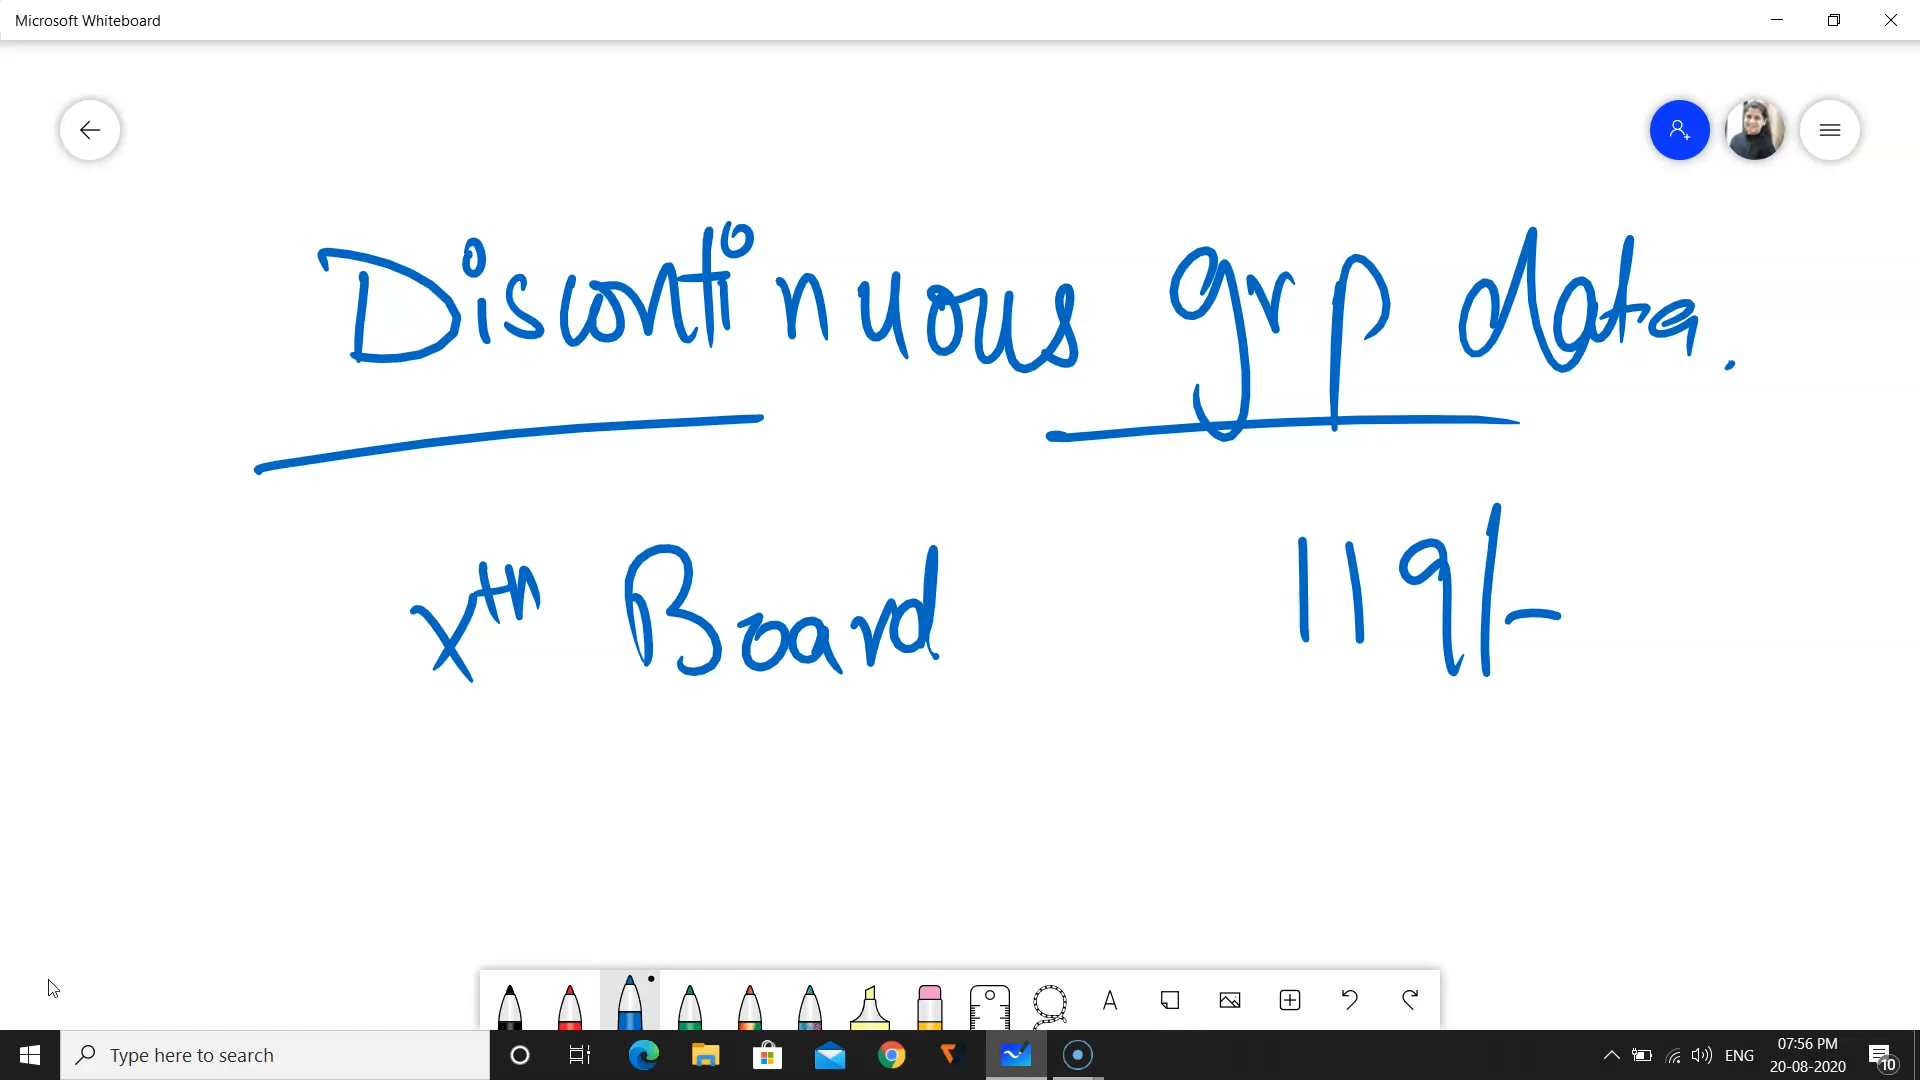 Microsoft Whiteboard
Discontinuous grp data.
Xth Board 119/-
A
Type here to search
ENG
07:56 PM
20-08-2020
10